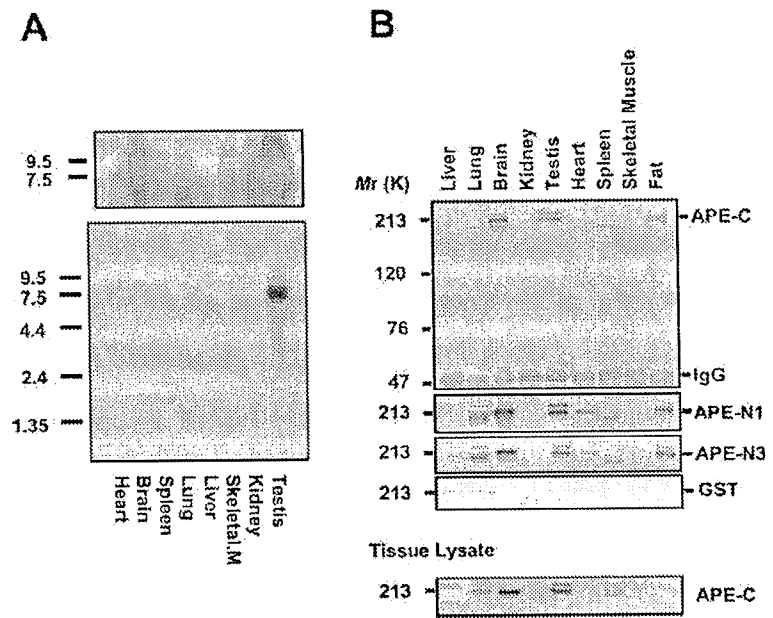 A
9.5
7.5
9.5
7.5
4.4
2.4
1.35
Heart
Brain
Spleen
Lung
Liver
Skeletal.M
Kidney
Testis
B
Liver
Lung
Brain
Kidney
Testis
Heart
Spleen
Skeletal Muscle
Fat
Mr (K)
213
APE-C
120
76
47
IgG
213
APE-N1
213
APE-N3
213
GST
Tissue Lysate
213
APE-C